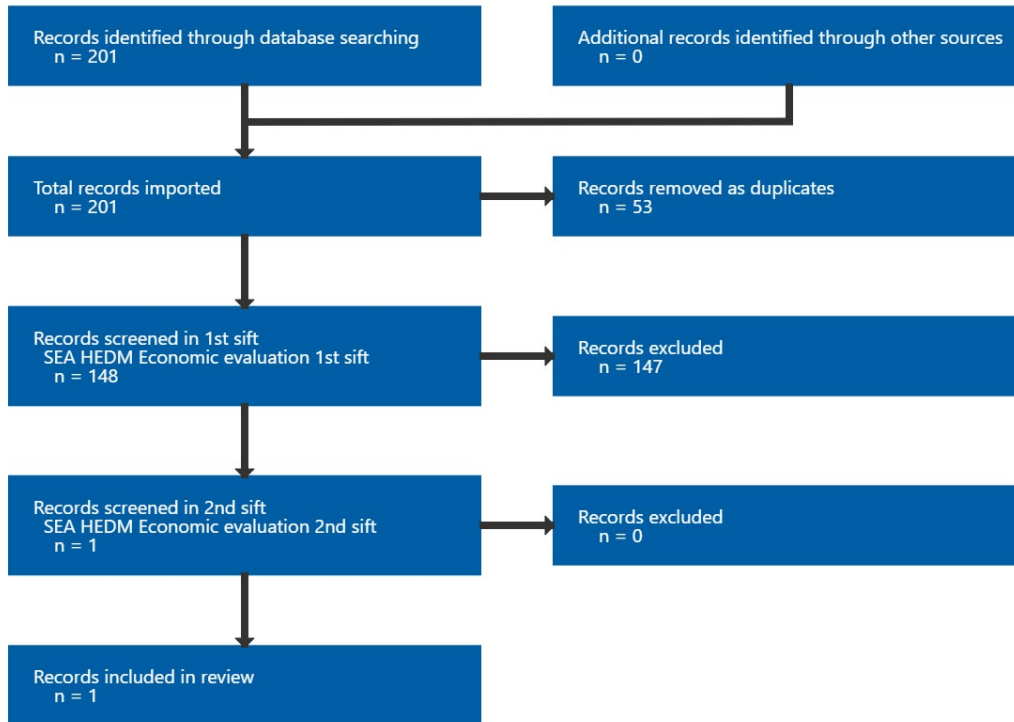 Records identified through database searching
n = 201
Additional records identified through other sources
n = 0
Total records imported
n = 201
Records removed as duplicates
n = 53
Records screened in 1st sift
SEA HEDM Economic evaluation 1st sift
n = 148
Records excluded
n = 147
Records screened in 2nd sift
SEA HEDM Economic evaluation 2nd sift
n = 1
Records excluded
n = 0
Records included in review
n = 1